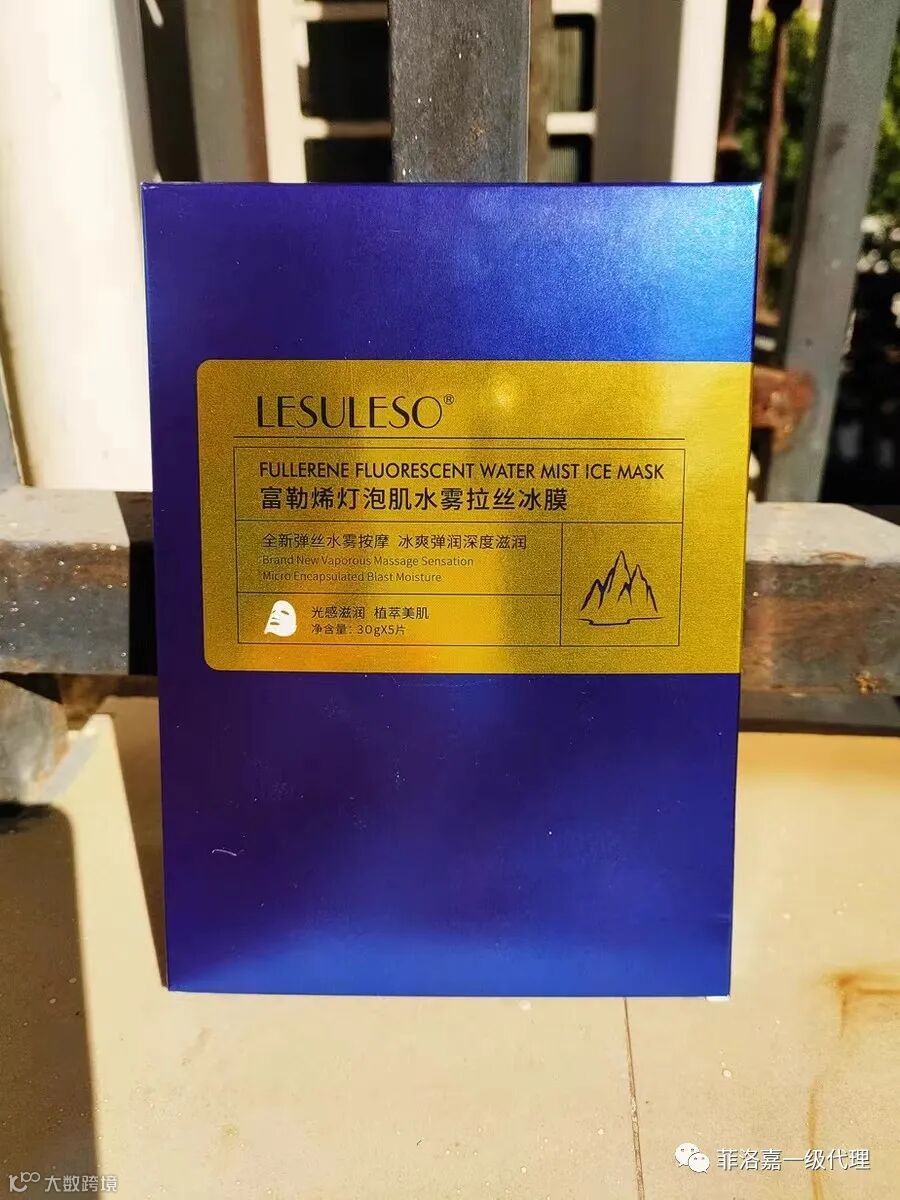 LESULESO®
FULLERENE FLUORESCENT WATER MIST ICE MASK
富勒烯灯泡肌水雾拉丝冰膜
全新弹丝水雾按摩 冰爽弹润深度滋润
Brand New Vaporous Massage Sensation
Micro Encapsulated Blast Moisture
光感滋润 植萃美肌
净含量：30gX5片
菲洛嘉一级代理
大数跨境